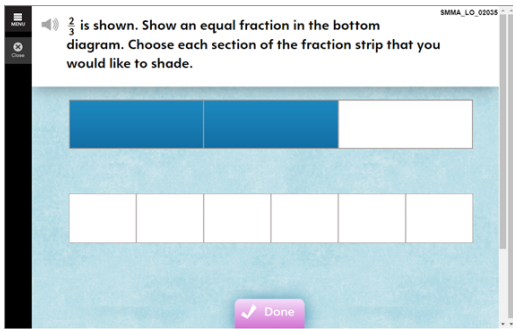 SMMA_LO_02035
MENU
Close
2/3 is shown. Show an equal fraction in the bottom
diagram. Choose each section of the fraction strip that you
would like to shade.
Done